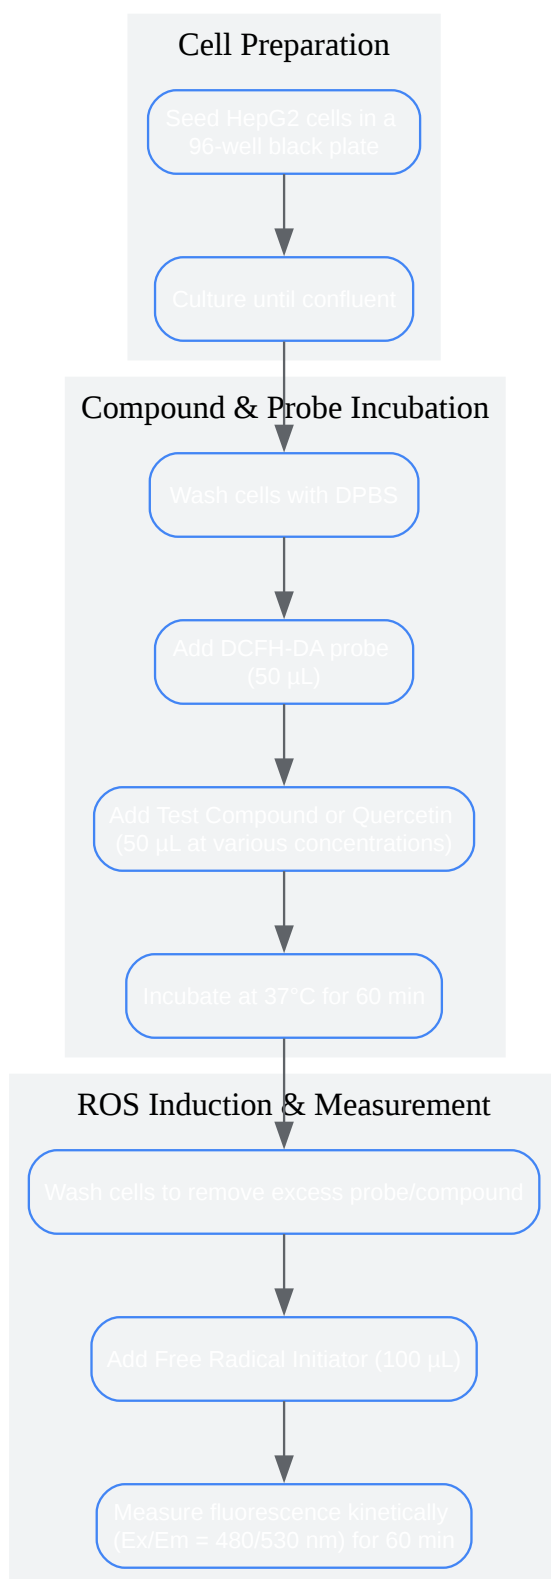 Cell Preparation
Seed HepG2 cells in a
96-well black plate
Culture until confluent
Compound & Probe Incubation
Wash cells with DPBS
Add DCFH-DA probe
(50 µL)
Add Test Compound or Quercetin
(50 µL at various concentrations)
Incubate at 37°C for 60 min
ROS Induction & Measurement
Wash cells to remove excess probe/compound
Add Free Radical Initiator (100 µL)
Measure fluorescence kinetically
(Ex/Em = 480/530 nm) for 60 min